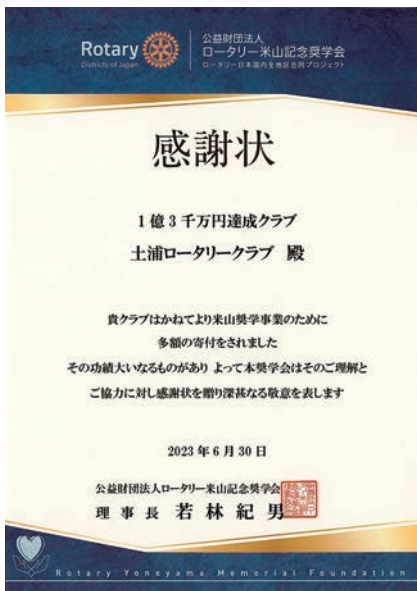 Rotary
Districts of Japan
公益財団法人
ロータリー米山記念奨学会
ロータリー日本国内全地区合同プロジェクト
感謝状
1億3千万円達成クラブ
土浦ロータリークラブ 殿
貴クラブはかねてより米山奨学事業のために
多額の寄付をされました
その功績大いなるものがあり よって本奨学会はそのご理解と
ご協力に対し感謝状を贈り深甚なる敬意を表します
2023年6月30日
公益財団法人ロータリー米山記念奨学会
理事長 若林紀男
Rotary Yoneyama Memorial Foundation